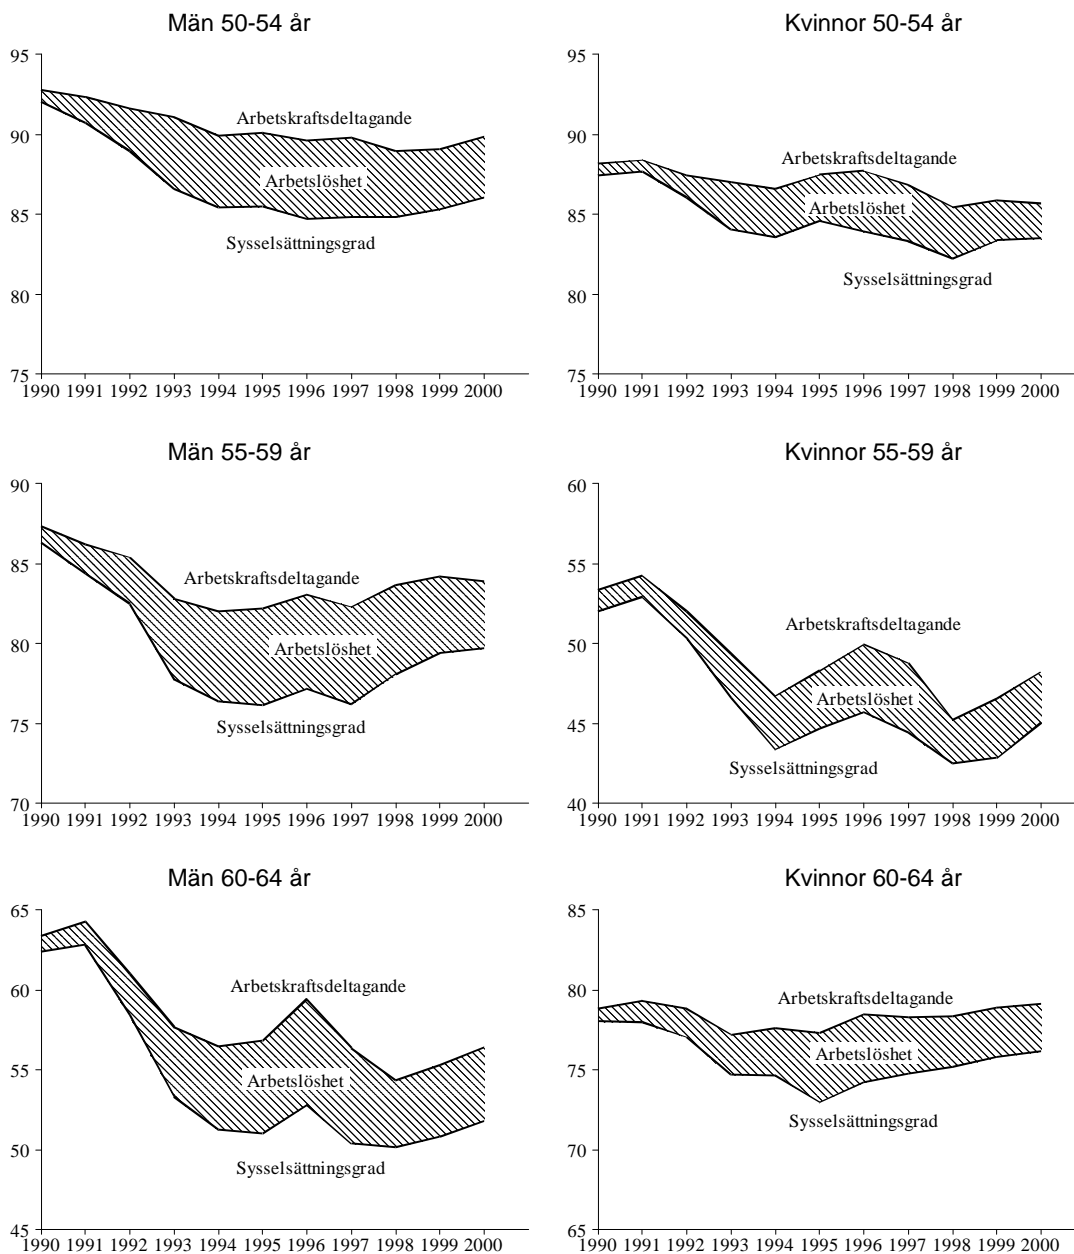 Män 50-54 år
95
90
85
80
75
Arbetskraftsdeltagande
Arbetslöshet
Sysselsättningsgrad
1990 1991 1992 1993 1994 1995 1996 1997 1998 1999 2000
Kvinnor 50-54 år
95
90
85
80
75
Arbetskraftsdeltagande
Arbetslöshet
Sysselsättningsgrad
1990 1991 1992 1993 1994 1995 1996 1997 1998 1999 2000
Män 55-59 år
90
85
80
75
70
Arbetskraftsdeltagande
Arbetslöshet
Sysselsättningsgrad
1990 1991 1992 1993 1994 1995 1996 1997 1998 1999 2000
Kvinnor 55-59 år
60
55
50
45
40
Arbetskraftsdeltagande
Arbetslöshet
Sysselsättningsgrad
1990 1991 1992 1993 1994 1995 1996 1997 1998 1999 2000
Män 60-64 år
65
60
55
50
45
Arbetskraftsdeltagande
Arbetslöshet
Sysselsättningsgrad
1990 1991 1992 1993 1994 1995 1996 1997 1998 1999 2000
Kvinnor 60-64 år
85
80
75
70
65
Arbetskraftsdeltagande
Arbetslöshet
Sysselsättningsgrad
1990 1991 1992 1993 1994 1995 1996 1997 1998 1999 2000